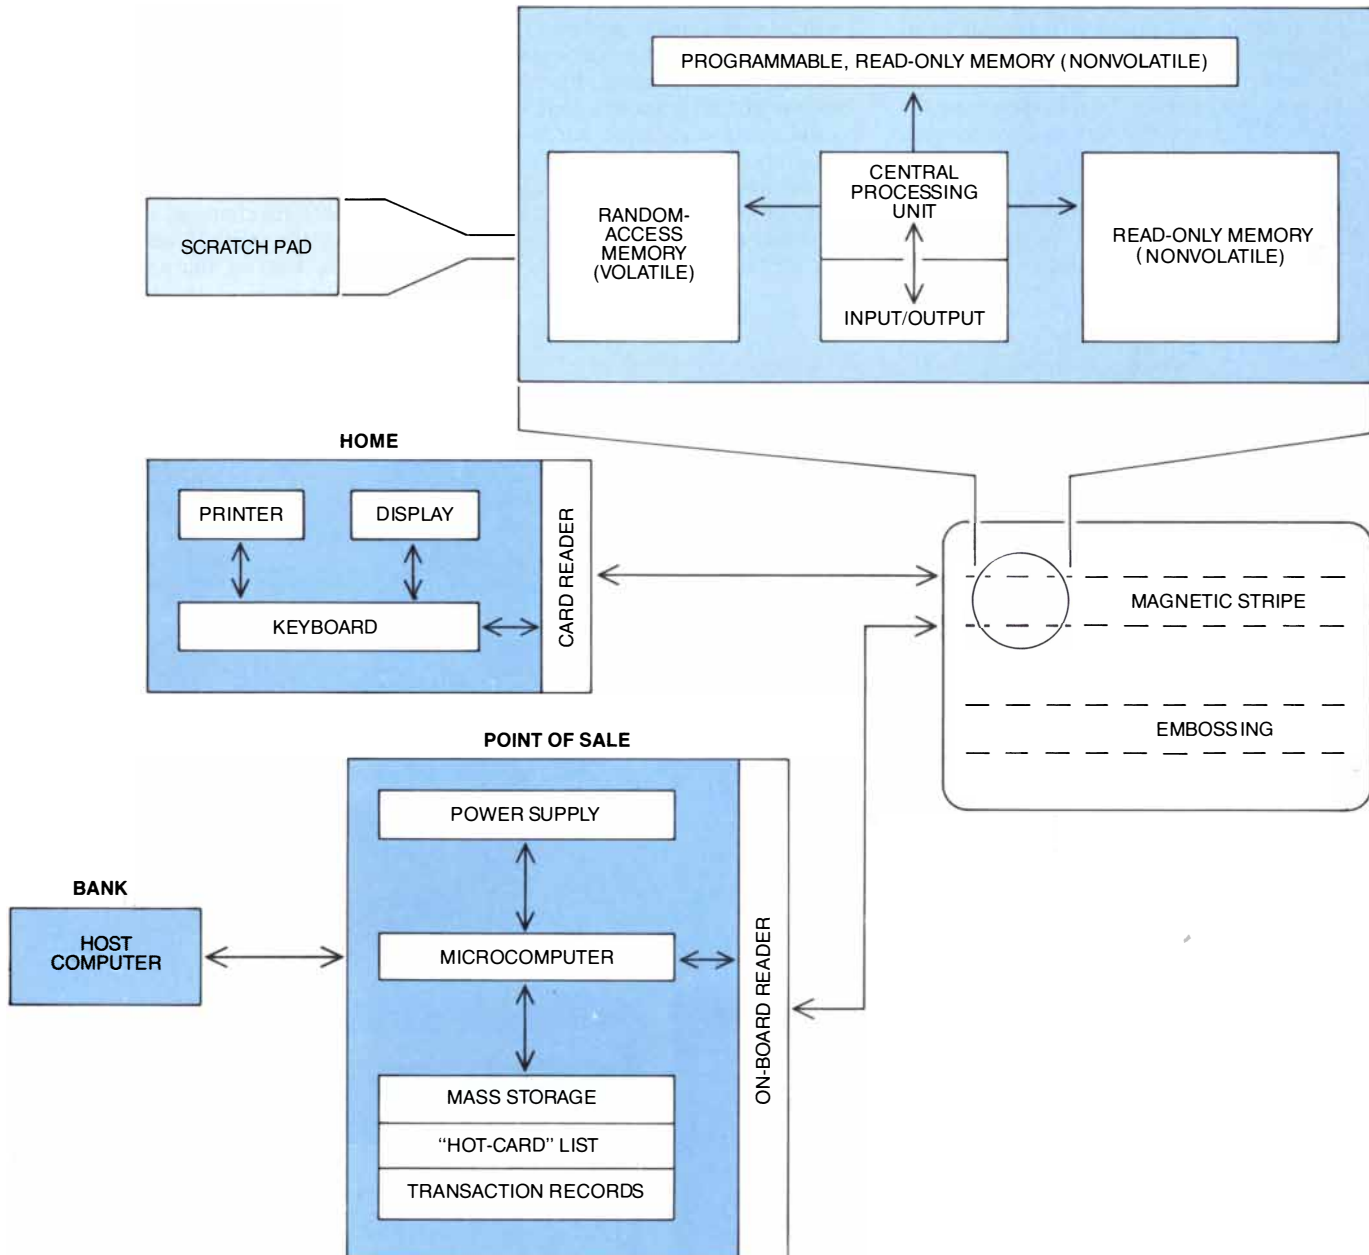 PROGRAMMABLE, READ-ONLY MEMORY (NONVOLATILE)
SCRATCH PAD
RANDOM-
ACCESS
MEMORY
(VOLATILE)
CENTRAL
PROCESSING
UNIT
INPUT/OUTPUT
READ-ONLY MEMORY
(NONVOLATILE)
HOME
PRINTER
DISPLAY
KEYBOARD
CARD READER
MAGNETIC STRIPE
EMBOSSING
POINT OF SALE
POWER SUPPLY
BANK
HOST
COMPUTER
MICROCOMPUTER
ON-BOARD READER
MASS STORAGE
“HOT-CARD” LIST
TRANSACTION RECORDS